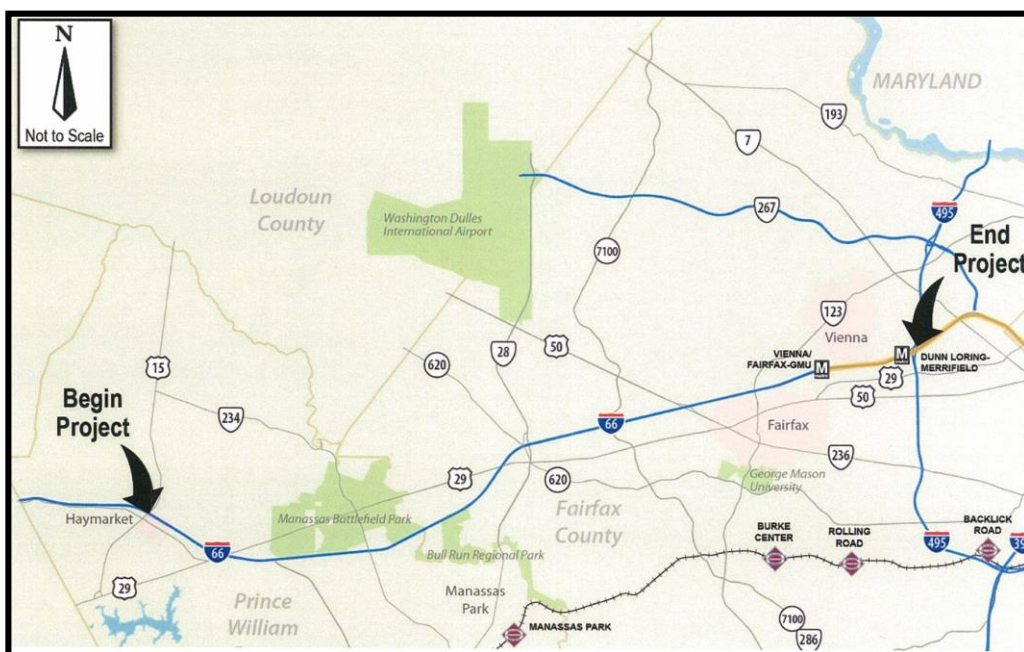 N
Not to Scale
MARYLAND
193
7
Loudoun
County
Washington Dulles
International Airport
267
495
End
Project
7100
123
Vienna
28
50
VIENNA/
FAIRFAX-GMU
M
M
DUNN LORING-
MERRIFIELD
620
29
50
15
Begin
Project
234
66
Fairfax
236
29
620
George Mason
University
Fairfax
County
Haymarket
Manassas Battlefield Park
66
Bull Run Regional Park
BURKE
CENTER
ROLLING
ROAD
BACKLICK
ROAD
495
29
Prince
William
Manassas
Park
MANASSAS PARK
7100
286